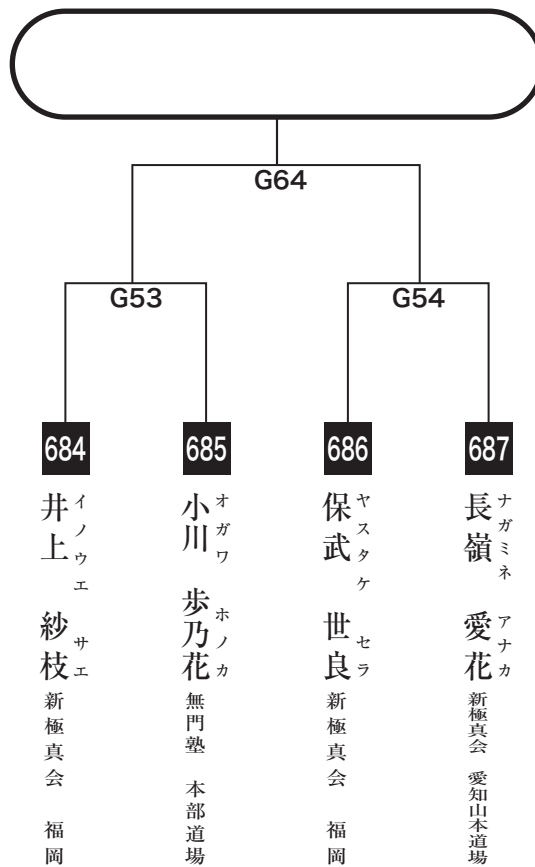 G64
G53
G54
684
685
686
687
井上 紗枝
イノウエ サエ
新極真会 福岡
小川 歩乃花
オガワ ホノカ
無門塾 本部道場
保武 世良
ヤスタケ セラ
新極真会 福岡
長嶺 愛花
ナガミネ アナカ
新極真会 愛知山本道場